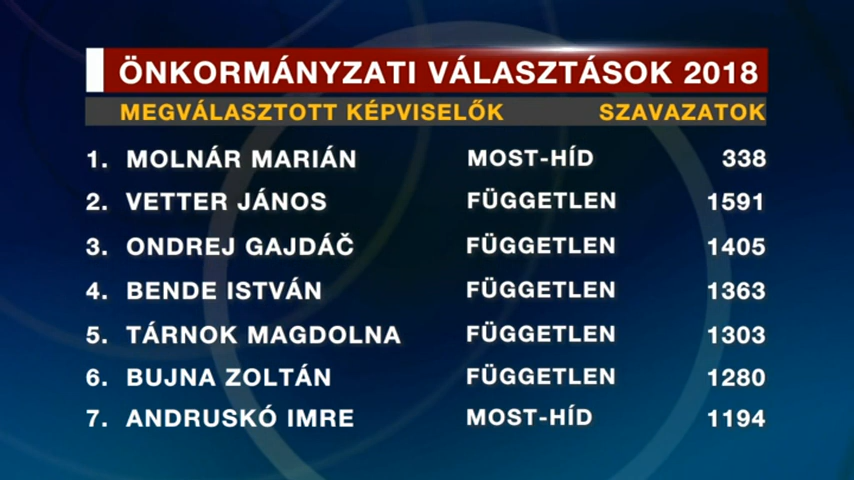 ÖNKORMÁNYZATI VÁLASZTÁSOK 2018
MEGVÁLASZTOTT KÉPVISELŐK SZAVAZATOK
1. MOLNÁR MARIÁN MOST-HÍD 338
2. VETTER JÁNOS FÜGGETLEN 1591
3. ONDREJ GAJDÁČ FÜGGETLEN 1405
4. BENDE ISTVÁN FÜGGETLEN 1363
5. TÁRNOK MAGDOLNA FÜGGETLEN 1303
6. BUJNA ZOLTÁN FÜGGETLEN 1280
7. ANDRUSKÓ IMRE MOST-HÍD 1194